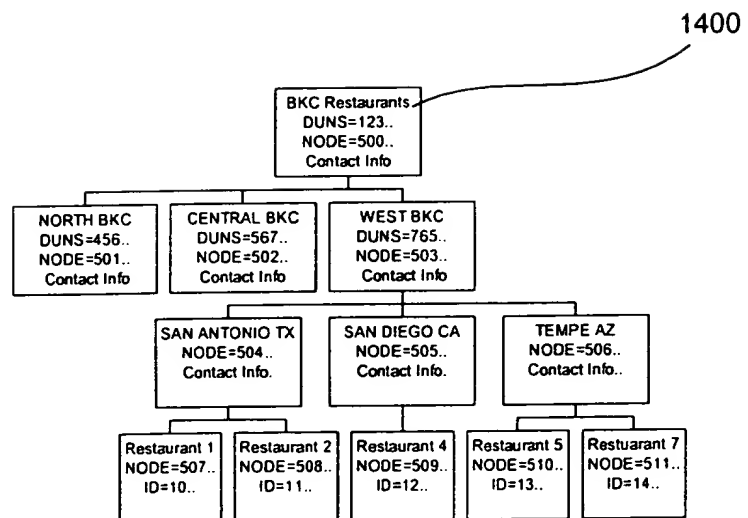 1400
BKC Restaurants
DUNS=123..
NODE=500..
Contact Info
NORTH BKC
DUNS=456..
NODE=501..
Contact Info
CENTRAL BKC
DUNS=567..
NODE=502..
Contact Info
WEST BKC
DUNS=765..
NODE=503..
Contact Info
SAN ANTONIO TX
NODE=504..
Contact Info.
SAN DIEGO CA
NODE=505..
Contact Info.
TEMPE AZ
NODE=506..
Contact Info..
Restaurant 1
NODE=507..
ID=10..
Restaurant 2
NODE=508..
ID=11..
Restaurant 4
NODE=509..
ID=12..
Restaurant 5
NODE=510..
ID=13..
Restuarant 7
NODE=511..
ID=14..